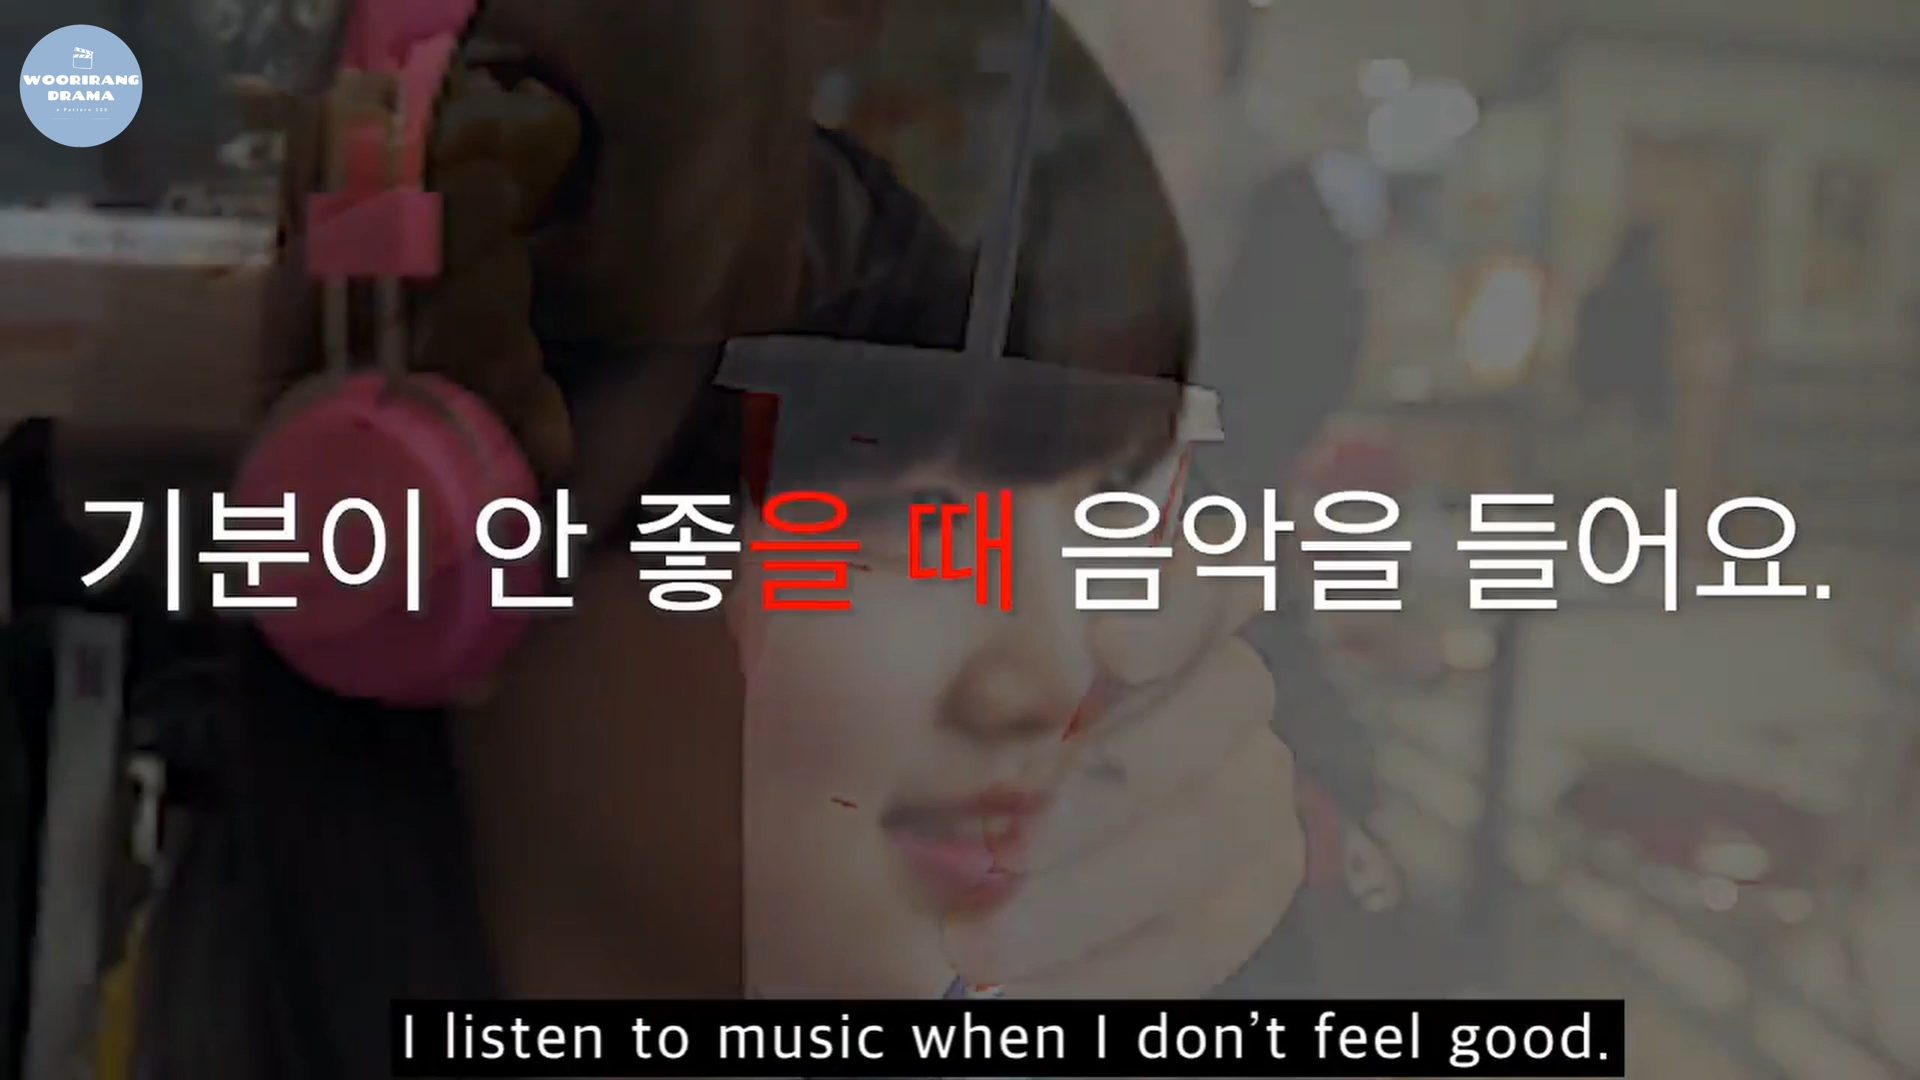 WOORIRANG
DRAMA
기분이 안 좋을 때 음악을 들어요.
I listen to music when I don't feel good.